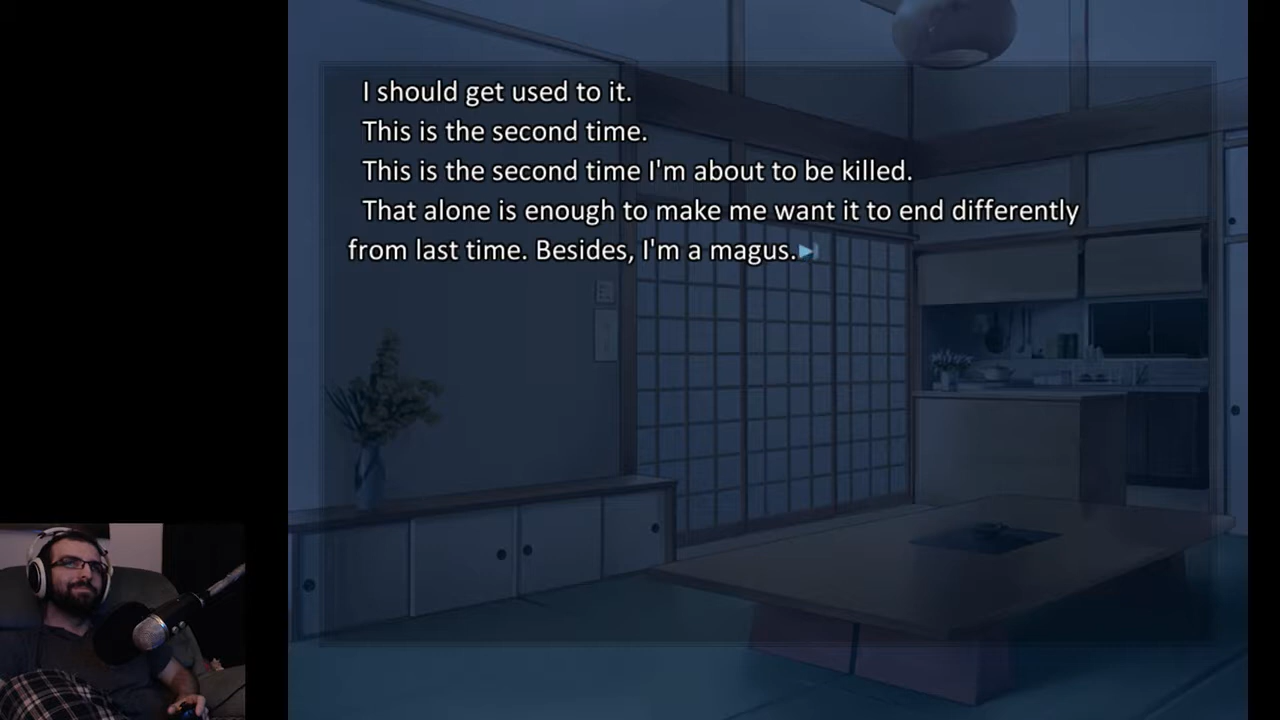 I should get used to it.
This is the second time.
This is the second time I'm about to be killed.
That alone is enough to make me want it to end differently
from last time. Besides, I'm a magus.